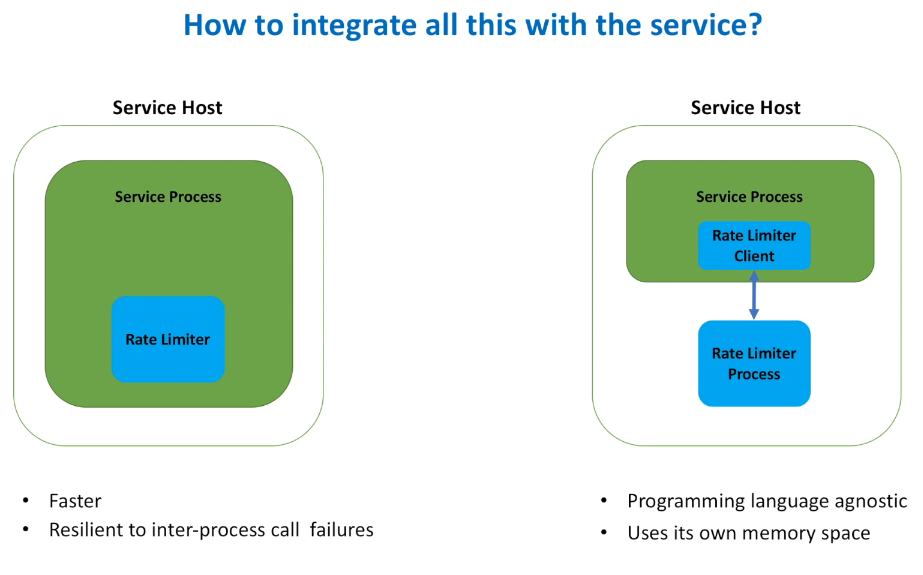 How to integrate all this with the service?
Service Host
Service Process
Rate Limiter
• Faster
• Resilient to inter-process call failures
Service Host
Service Process
Rate Limiter
Client
Rate Limiter
Process
• Programming language agnostic
• Uses its own memory space